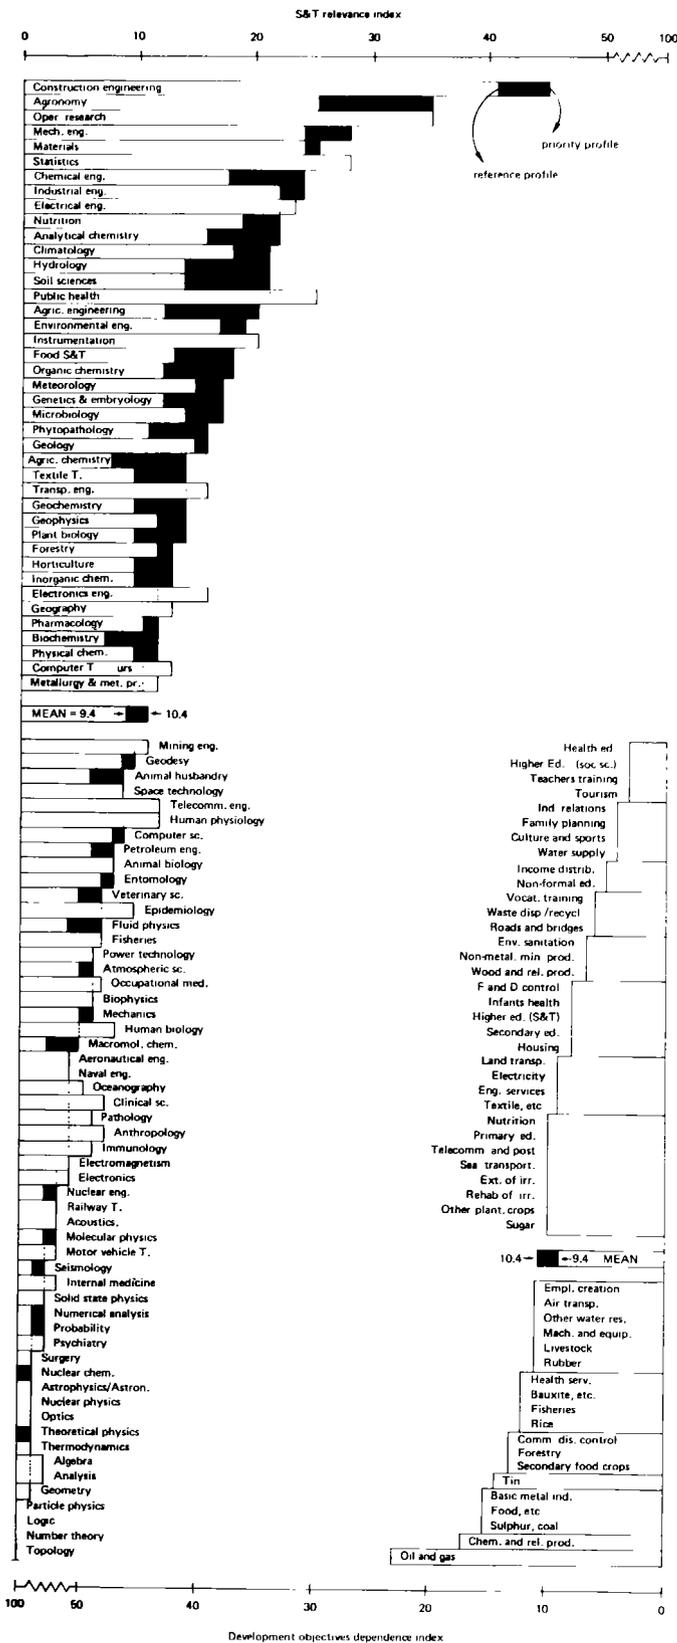 S&T relevance index
0 10 20 30 40 50 100
Construction engineering
Agronomy
Oper. research
Mech. eng.
Materials
Statistics
Chemical eng.
Industrial eng.
Electrical eng.
Nutrition
Analytical chemistry
Climatology
Hydrology
Soil sciences
Public health
Agric. engineering
Environmental eng.
Instrumentation
Food S&T
Organic chemistry
Meteorology
Genetics & embryology
Microbiology
Phytopathology
Geology
Agric. chemistry
Textile T.
Transp. eng.
Geochemistry
Geophysics
Plant biology
Forestry
Horticulture
Inorganic chem.
Electronics eng.
Geography
Pharmacology
Biochemistry
Physical chem.
Computer T
Metallurgy & met. pr.
priority profile
reference profile
MEAN = 9.4 10.4
Mining eng.
Geodesy
Animal husbandry
Space technology
Telecomm. eng.
Human physiology
Computer sc.
Petroleum eng.
Animal biology
Entomology
Veterinary sc.
Epidemiology
Fluid physics
Fisheries
Power technology
Atmospheric sc.
Occupational med.
Biophysics
Mechanics
Human biology
Macromol. chem.
Aeronautical eng.
Naval eng.
Oceanography
Clinical sc.
Pathology
Anthropology
Immunology
Electromagnetism
Electronics
Nuclear eng.
Railway T.
Acoustics.
Molecular physics
Motor vehicle T.
Seismology
Internal medicine
Solid state physics
Numerical analysis
Probability
Psychiatry
Surgery
Nuclear chem.
Astrophysics/Astron.
Nuclear physics
Optics
Theoretical physics
Thermodynamics
Algebra
Analysis
Geometry
Particle physics
Logic
Number theory
Topology
Health ed
Higher Ed. (soc sc.)
Teachers training
Tourism
Ind relations
Family planning
Culture and sports
Water supply
Income distrib.
Non-formal ed.
Vocat. training
Waste disp /recycl
Roads and bridges
Env. sanitation
Non-metal. min prod.
Wood and rel. prod.
F and D control
Infants health
Higher ed. (S&T)
Secondary ed.
Housing
Land transp.
Electricity
Eng. services
Textile, etc
Nutrition
Primary ed.
Telecomm and post
Sea transport.
Ext. of irr.
Rehab of irr.
Other plant. crops
Sugar
10.4 9.4 MEAN
Empl. creation
Air transp.
Other water res.
Mach. and equip.
Livestock
Rubber
Health serv.
Bauxite, etc.
Fisheries
Rice
Comm dis. control
Forestry
Secondary food crops
Tin
Basic metal ind.
Food, etc
Sulphur, coal
Chem. and rel. prod.
Oil and gas
100 50 40 30 20 10 0
Development objectives dependence index